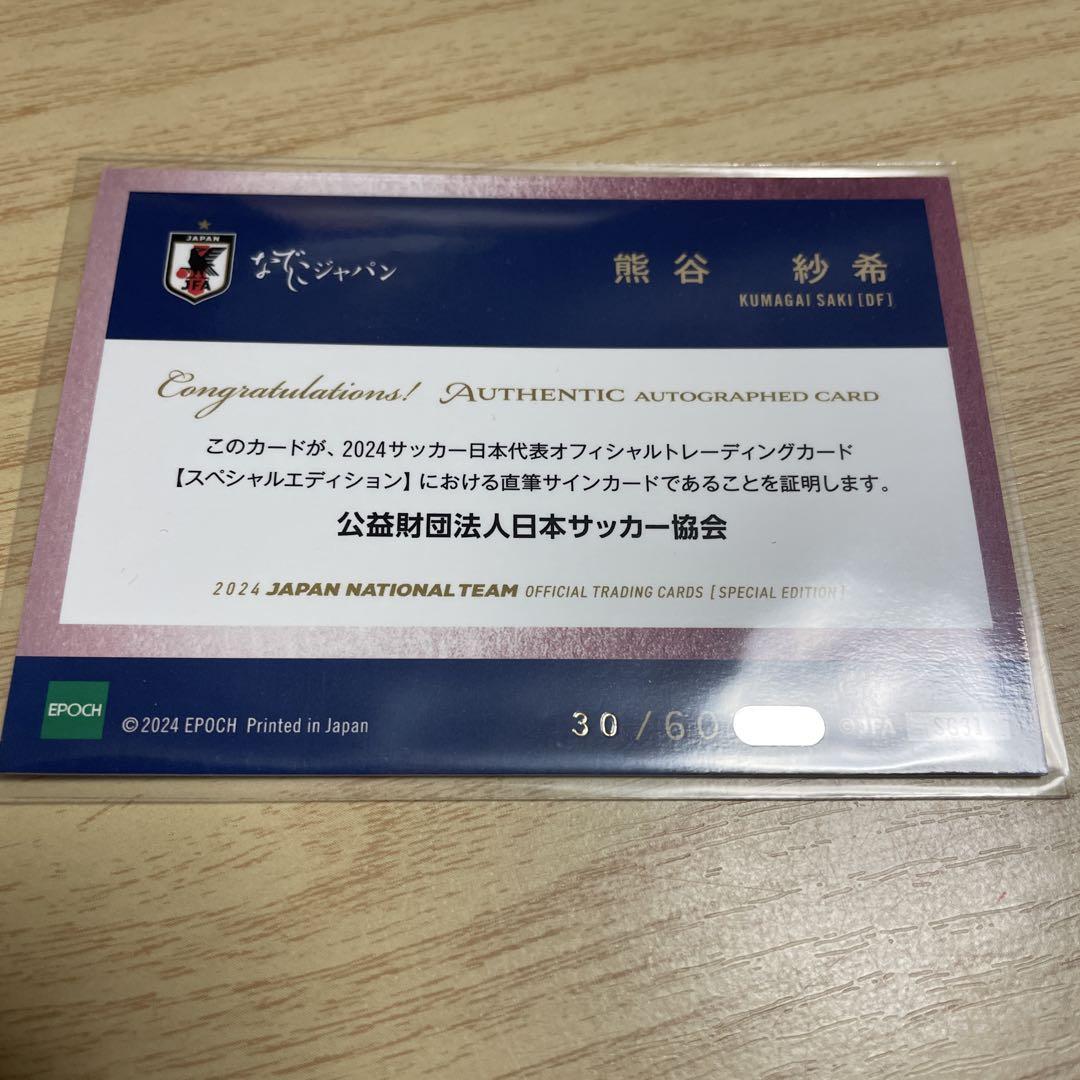 JAPAN
JFA
なでしこジャパン
熊谷 紗希
KUMAGAI SAKI [DF]
Congratulations! AUTHENTIC AUTOGRAPHED CARD
このカードが、2024サッカー日本代表オフィシャルトレーディングカード
【スペシャルエディション】における直筆サインカードであることを証明します。
公益財団法人日本サッカー協会
2024 JAPAN NATIONAL TEAM OFFICIAL TRADING CARDS [SPECIAL EDITION]
EPOCH
©2024 EPOCH Printed in Japan
30/60
©JFA